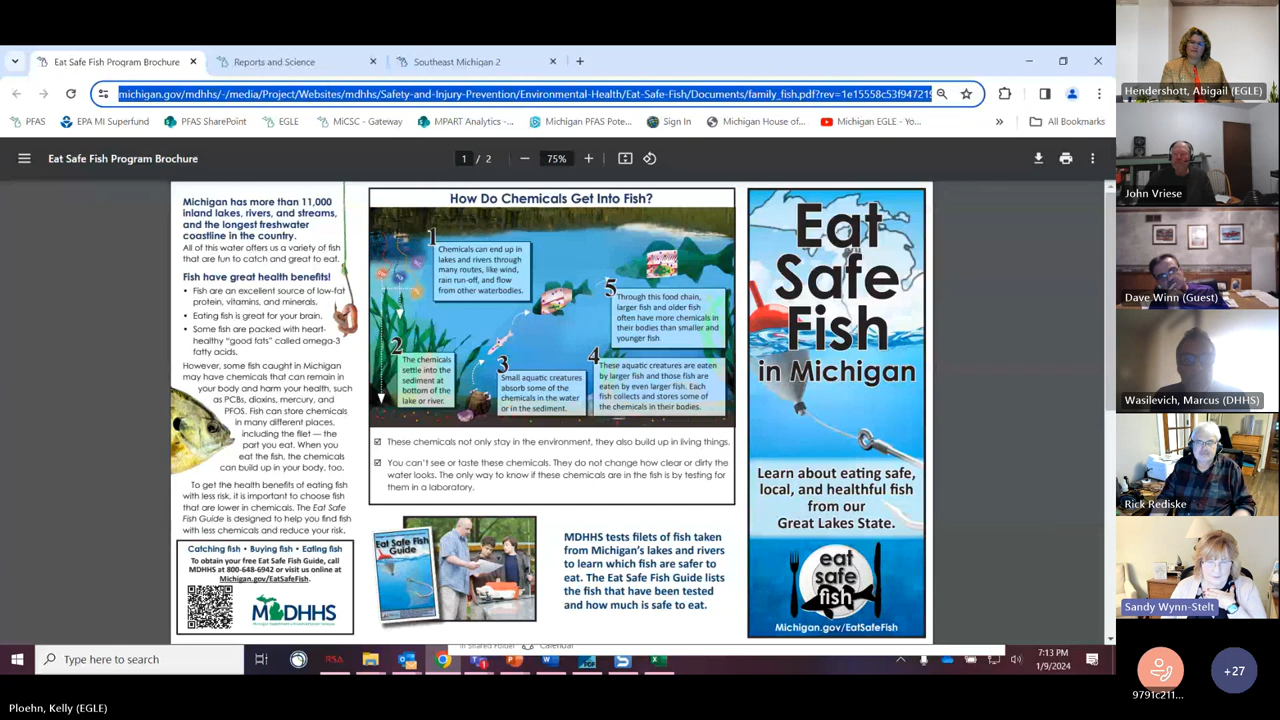 Eat Safe Fish Program Brochure
Reports and Science
Southeast Michigan 2
michigan.gov/mdhhs/-/media/Project/Websites/mdhhs/Safety-and-Injury-Prevention/Environmental-Health/Eat-Safe-Fish/Documents/family_fish.pdf?rev=1e15558c53f947219
PFAS
EPA MI Superfund
PFAS SharePoint
EGLE
MiCSC - Gateway
MPART Analytics -...
Michigan PFAS Pote...
Sign In
Michigan House of...
Michigan EGLE - Yo...
All Bookmarks
Eat Safe Fish Program Brochure
1 / 2
75%
Michigan has more than 11,000
inland lakes, rivers, and streams,
and the longest freshwater
coastline in the country.
All of this water offers us a variety of fish
that are fun to catch and great to eat.
Fish have great health benefits!
• Fish are an excellent source of low-fat
protein, vitamins, and minerals.
• Eating fish is great for your brain.
• Some fish are packed with heart-
healthy “good fats” called omega-3
fatty acids.
However, some fish caught in Michigan
may have chemicals that can remain in
your body and harm your health, such
as PCBs, dioxins, mercury, and
PFOS. Fish can store chemicals
in many different places,
including the filet — the
part you eat. When you
eat the fish, the chemicals
can build up in your body, too.
To get the health benefits of eating fish
with less risk, it is important to choose fish
that are lower in chemicals. The Eat Safe
Fish Guide is designed to help you find fish
with less chemicals and reduce your risk.
Catching fish • Buying fish • Eating fish
To obtain your free Eat Safe Fish Guide, call
MDHHS at 800-648-6942 or visit us online at
Michigan.gov/EatSafeFish.
MDHHS
How Do Chemicals Get Into Fish?
1
Chemicals can end up in
lakes and rivers through
many routes, like wind,
rain run-off, and flow
from other waterbodies.
2
The chemicals
settle into the
sediment at
bottom of the
lake or river.
3
Small aquatic creatures
absorb some of the
chemicals in the water
or in the sediment.
4
These aquatic creatures are eaten
by larger fish and those fish are
eaten by even larger fish. Each
fish collects and stores some of
the chemicals in their bodies.
5
Through this food chain,
larger fish and older fish
often have more chemicals in
their bodies than smaller and
younger fish.
These chemicals not only stay in the environment, they also build up in living things.
You can't see or taste these chemicals. They do not change how clear or dirty the
water looks. The only way to know if these chemicals are in the fish is by testing for
them in a laboratory.
Eat Safe Fish
Guide
MDHHS tests filets of fish taken
from Michigan's lakes and rivers
to learn which fish are safer to
eat. The Eat Safe Fish Guide lists
the fish that have been tested
and how much is safe to eat.
Eat
Safe
Fish
in Michigan
Learn about eating safe,
local, and healthful fish
from our
Great Lakes State.
eat
safe
fish
Michigan.gov/EatSafeFish
In Shared Folder
Calendar
Type here to search
RSA
7:13 PM
1/9/2024
Hendershott, Abigail (EGLE)
John Vriese
Dave Winn (Guest)
Wasilevich, Marcus (DHHS)
Rick Rediske
Sandy Wynn-Stelt
9791c211...
+27
Ploehn, Kelly (EGLE)